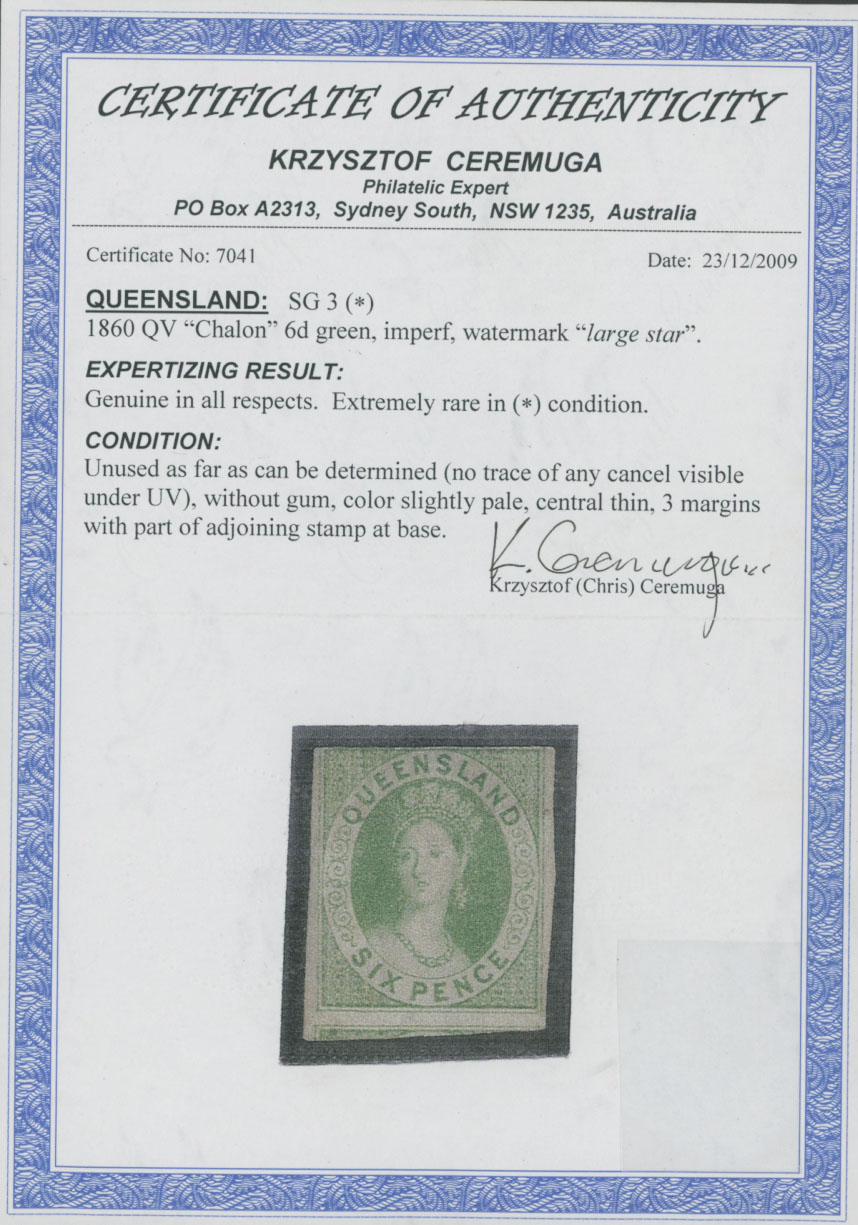 CERTIFICATE OF AUTHENTICITY
KRZYSZTOF CEREMUGA
Philatelic Expert
PO Box A2313, Sydney South, NSW 1235, Australia
Certificate No: 7041 Date: 23/12/2009
QUEENSLAND: SG 3 (*)
1860 QV “Chalon” 6d green, imperf, watermark “large star”.
EXPERTIZING RESULT:
Genuine in all respects. Extremely rare in (*) condition.
CONDITION:
Unused as far as can be determined (no trace of any cancel visible
under UV), without gum, color slightly pale, central thin, 3 margins
with part of adjoining stamp at base.
K. Ceremuga
Krzysztof (Chris) Ceremuga
QUEENSLAND
SIX PENCE